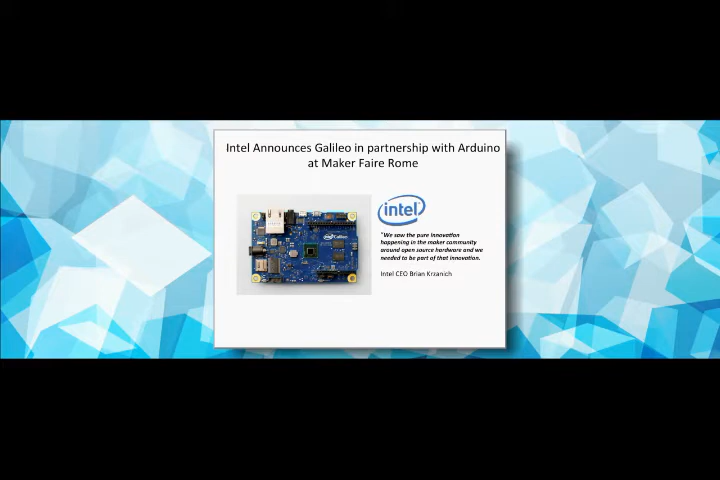 Intel Announces Galileo in partnership with Arduino
at Maker Faire Rome
intel
"We saw the pure innovation
happening in the maker community
around open source hardware and we
needed to be part of that innovation.
Intel CEO Brian Krzanich
intel Galileo